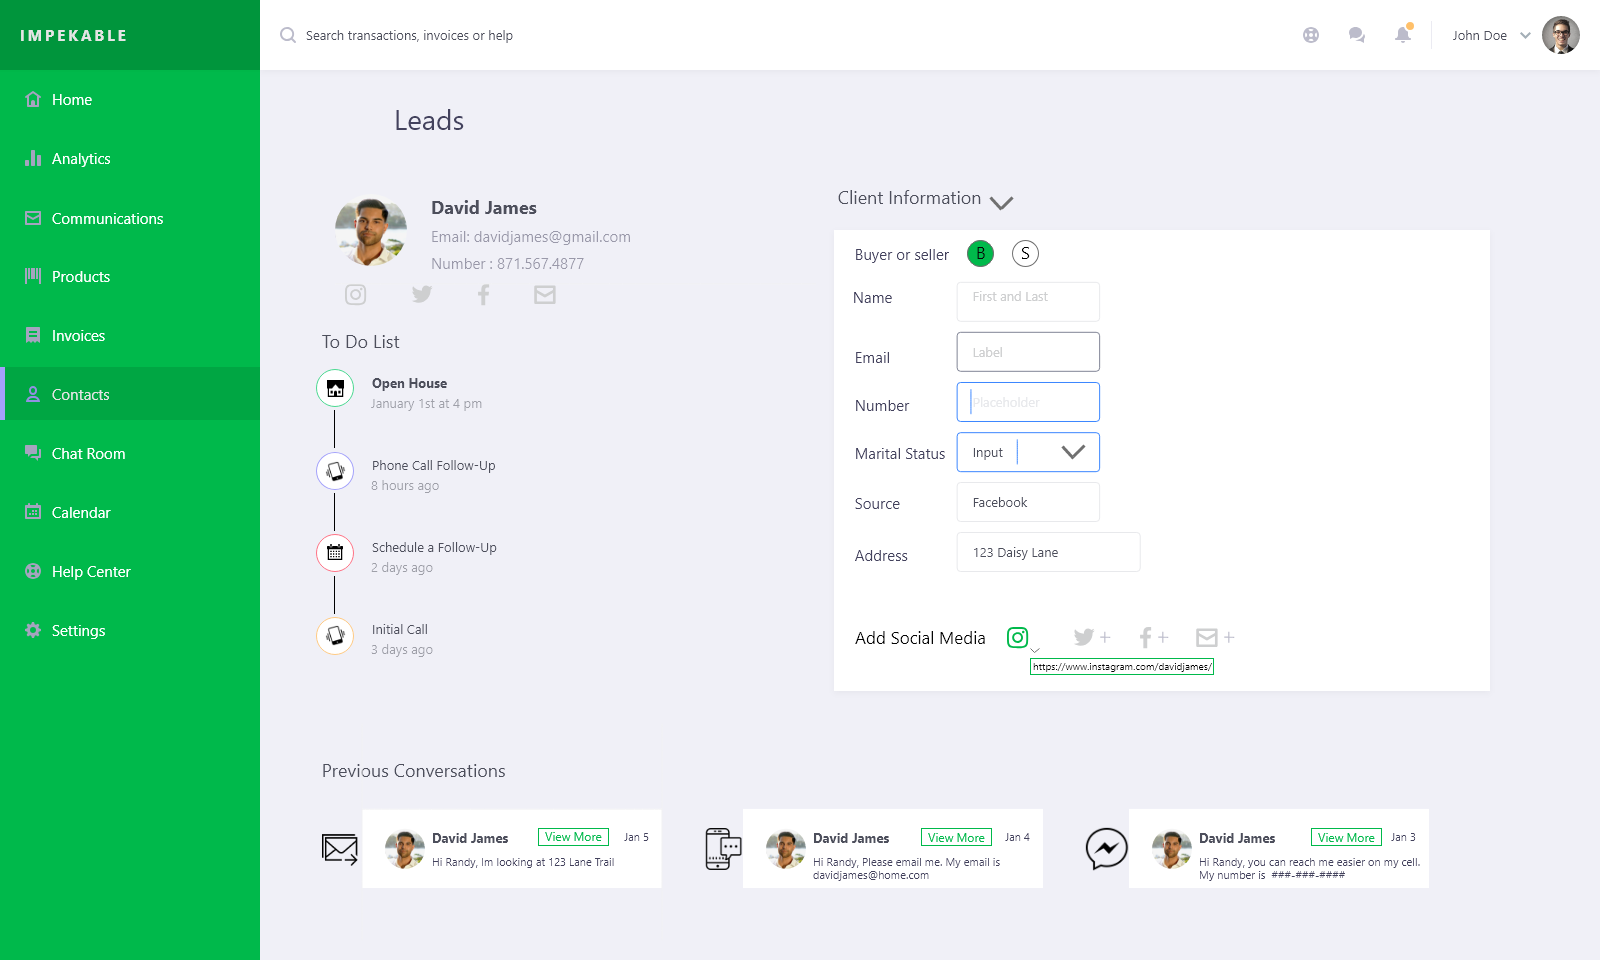 IMPEKABLE
Search transactions, invoices or help
John Doe
Home
Analytics
Communications
Products
Invoices
Contacts
Chat Room
Calendar
Help Center
Settings
Leads
David James
Email: davidjames@gmail.com
Number : 871.567.4877
To Do List
Open House
January 1st at 4 pm
Phone Call Follow-Up
8 hours ago
Schedule a Follow-Up
2 days ago
Initial Call
3 days ago
Client Information
Buyer or seller B S
Name First and Last
Email Label
Number Placeholder
Marital Status Input
Source Facebook
Address 123 Daisy Lane
Add Social Media + + +
https://www.instagram.com/davidjames/
Previous Conversations
David James View More Jan 5
Hi Randy, Im looking at 123 Lane Trail
David James View More Jan 4
Hi Randy, Please email me. My email is
davidjames@home.com
David James View More Jan 3
Hi Randy, you can reach me easier on my cell.
My number is ###-###-####